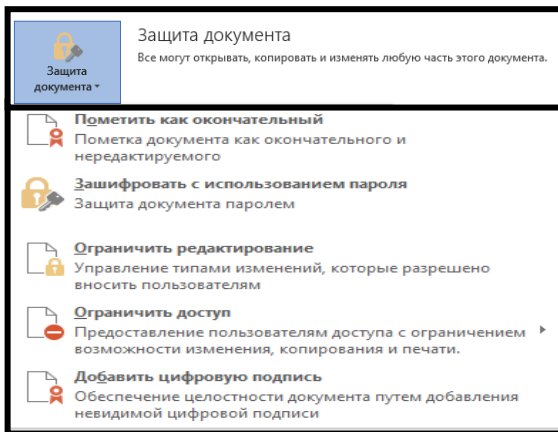 Защита документа
Все могут открывать, копировать и изменять любую часть этого документа.
Защита
документа
Пометить как окончательный
Пометка документа как окончательного и
нередактируемого
Зашифровать с использованием пароля
Защита документа паролем
Ограничить редактирование
Управление типами изменений, которые разрешено
вносить пользователям
Ограничить доступ
Предоставление пользователям доступа с ограничением
возможности изменения, копирования и печати.
Добавить цифровую подпись
Обеспечение целостности документа путем добавления
невидимой цифровой подписи